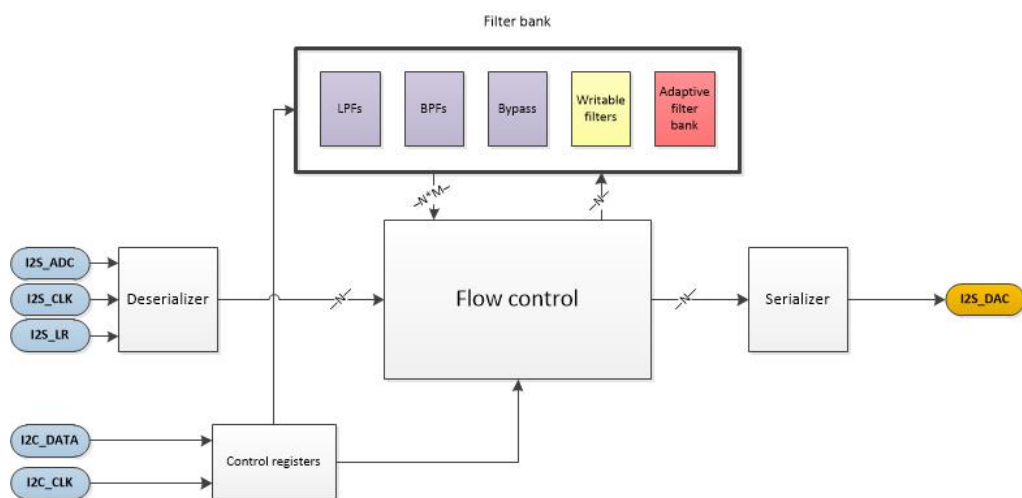 Filter bank
LPFs
BPFs
Bypass
Writable
filters
Adaptive
filter
bank
N*M
N
I2S_ADC
I2S_CLK
I2S_LR
Deserializer
N
Flow control
N
Serializer
I2S_DAC
I2C_DATA
I2C_CLK
Control registers